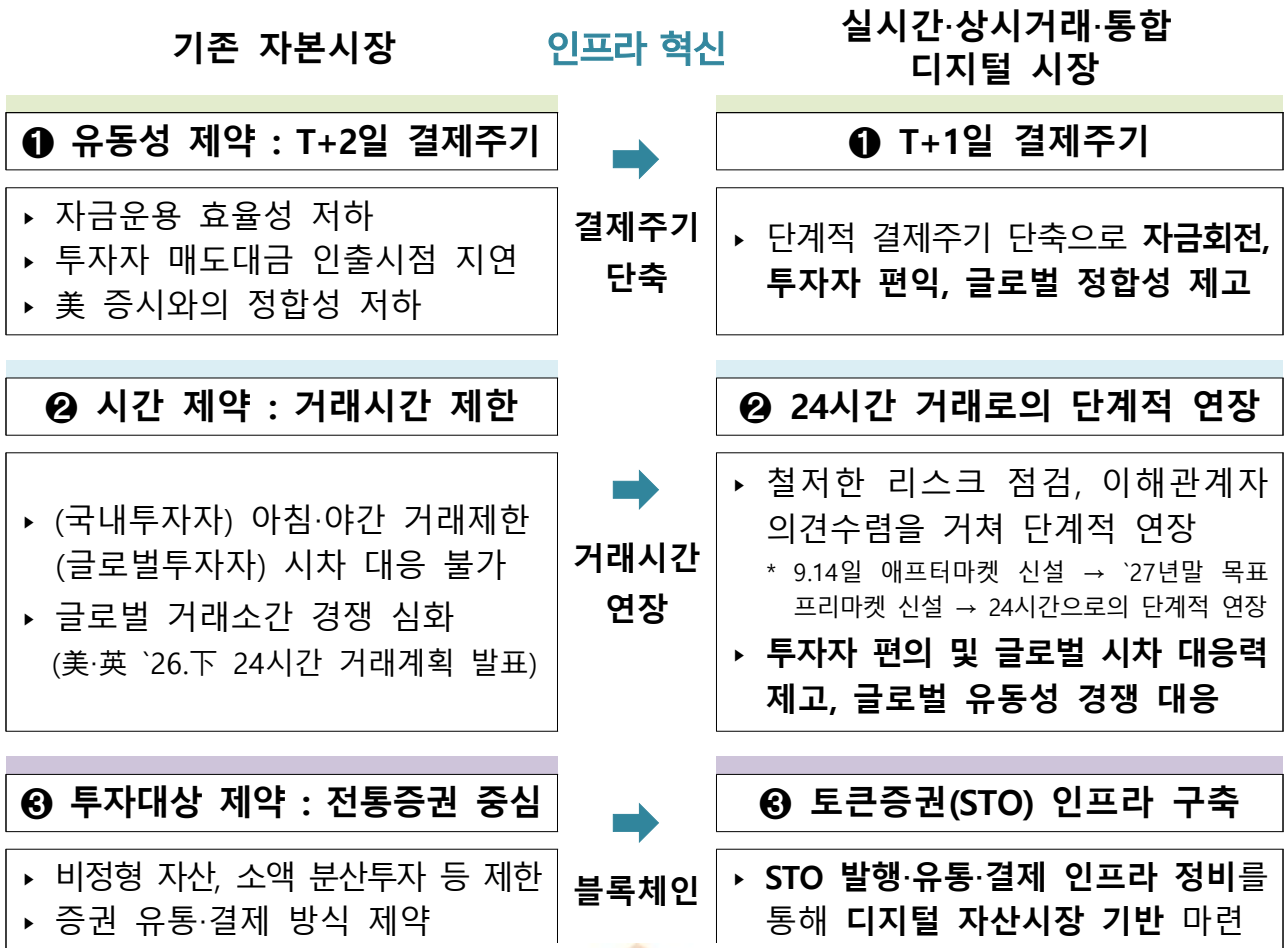 기존 자본시장
인프라 혁신
실시간·상시거래·통합
디지털 시장
❶ 유동성 제약 : T+2일 결제주기
▸ 자금운용 효율성 저하
▸ 투자자 매도대금 인출시점 지연
▸ 美 증시와의 정합성 저하
결제주기
단축
❶ T+1일 결제주기
▸ 단계적 결제주기 단축으로 자금회전,
투자자 편익, 글로벌 정합성 제고
❷ 시간 제약 : 거래시간 제한
▸ (국내투자자) 아침·야간 거래제한
(글로벌투자자) 시차 대응 불가
▸ 글로벌 거래소간 경쟁 심화
(美·英 `26.下 24시간 거래계획 발표)
거래시간
연장
❷ 24시간 거래로의 단계적 연장
▸ 철저한 리스크 점검, 이해관계자
의견수렴을 거쳐 단계적 연장
* 9.14일 애프터마켓 신설 → `27년말 목표
프리마켓 신설 → 24시간으로의 단계적 연장
▸ 투자자 편의 및 글로벌 시차 대응력
제고, 글로벌 유동성 경쟁 대응
❸ 투자대상 제약 : 전통증권 중심
▸ 비정형 자산, 소액 분산투자 등 제한
▸ 증권 유통·결제 방식 제약
블록체인
❸ 토큰증권(STO) 인프라 구축
▸ STO 발행·유통·결제 인프라 정비를
통해 디지털 자산시장 기반 마련